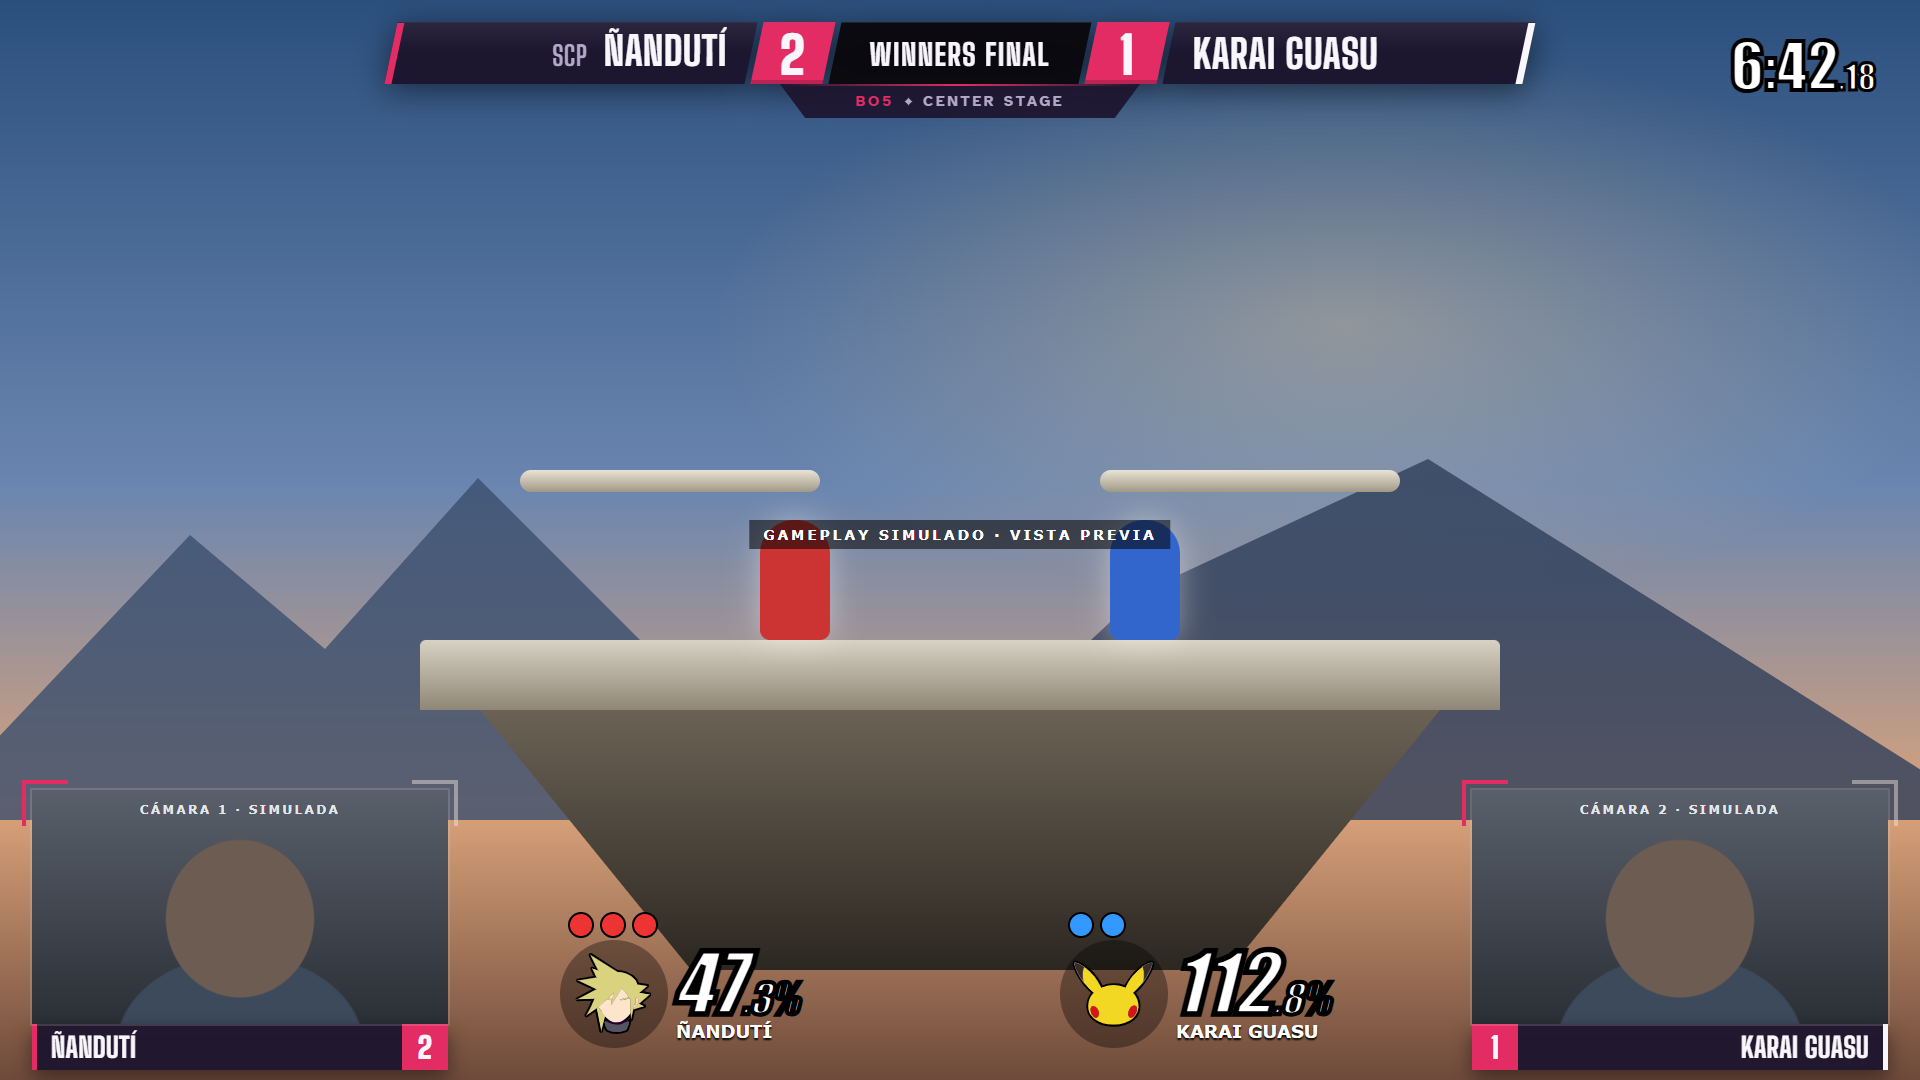 SCP ÑANDUTÍ 2 WINNERS FINAL 1 KARAI GUASU
6:42.18
BO5 ◆ CENTER STAGE
GAMEPLAY SIMULADO · VISTA PREVIA
CÁMARA 1 · SIMULADA
CÁMARA 2 · SIMULADA
47.3%
ÑANDUTÍ
112.8%
KARAI GUASU
ÑANDUTÍ 2
1 KARAI GUASU